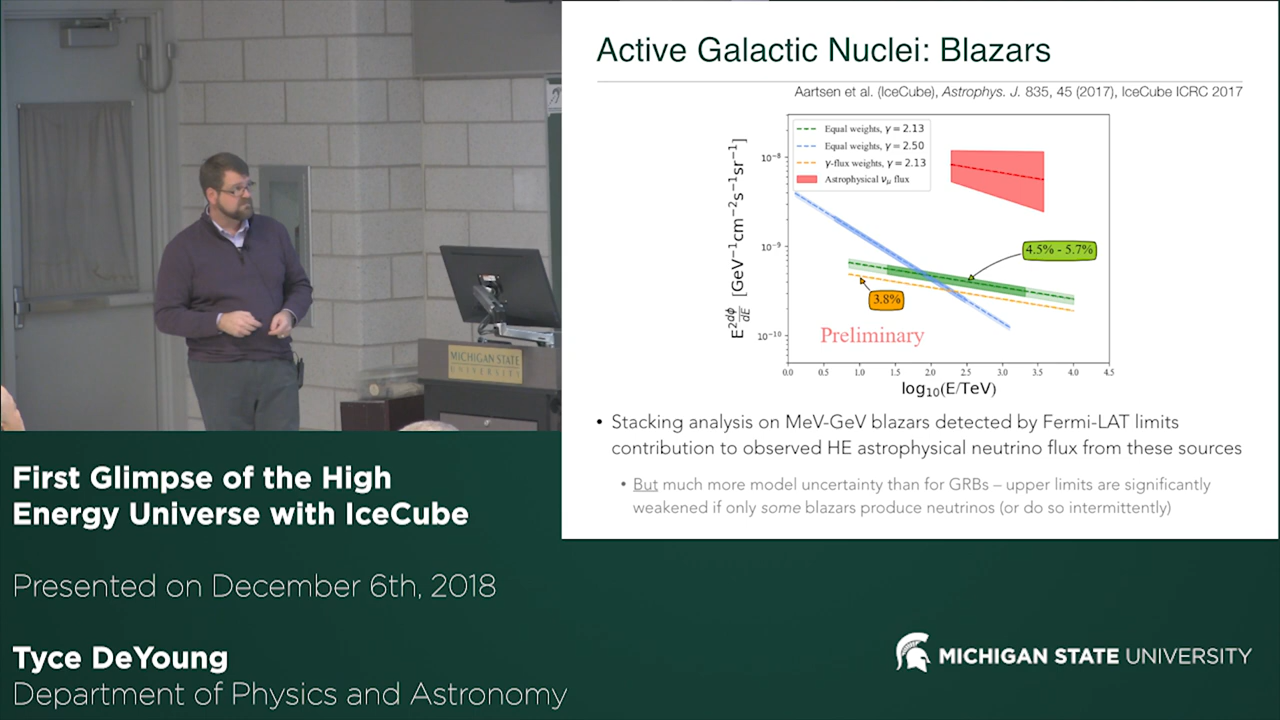 Active Galactic Nuclei: Blazars
Aartsen et al. (IceCube), Astrophys. J. 835, 45 (2017), IceCube ICRC 2017
Equal weights, γ = 2.13
Equal weights, γ = 2.50
γ-flux weights, γ = 2.13
Astrophysical νμ flux
10⁻⁸
10⁻⁹
10⁻¹⁰
E² dϕ/dE [GeV⁻¹cm⁻²s⁻¹sr⁻¹]
4.5% - 5.7%
3.8%
Preliminary
0.0 0.5 1.0 1.5 2.0 2.5 3.0 3.5 4.0 4.5
log₁₀(E/TeV)
• Stacking analysis on MeV-GeV blazars detected by Fermi-LAT limits
contribution to observed HE astrophysical neutrino flux from these sources
• But much more model uncertainty than for GRBs – upper limits are significantly
weakened if only some blazars produce neutrinos (or do so intermittently)
MICHIGAN STATE
UNIVERSITY
First Glimpse of the High
Energy Universe with IceCube
Presented on December 6th, 2018
Tyce DeYoung
Department of Physics and Astronomy
MICHIGAN STATE UNIVERSITY